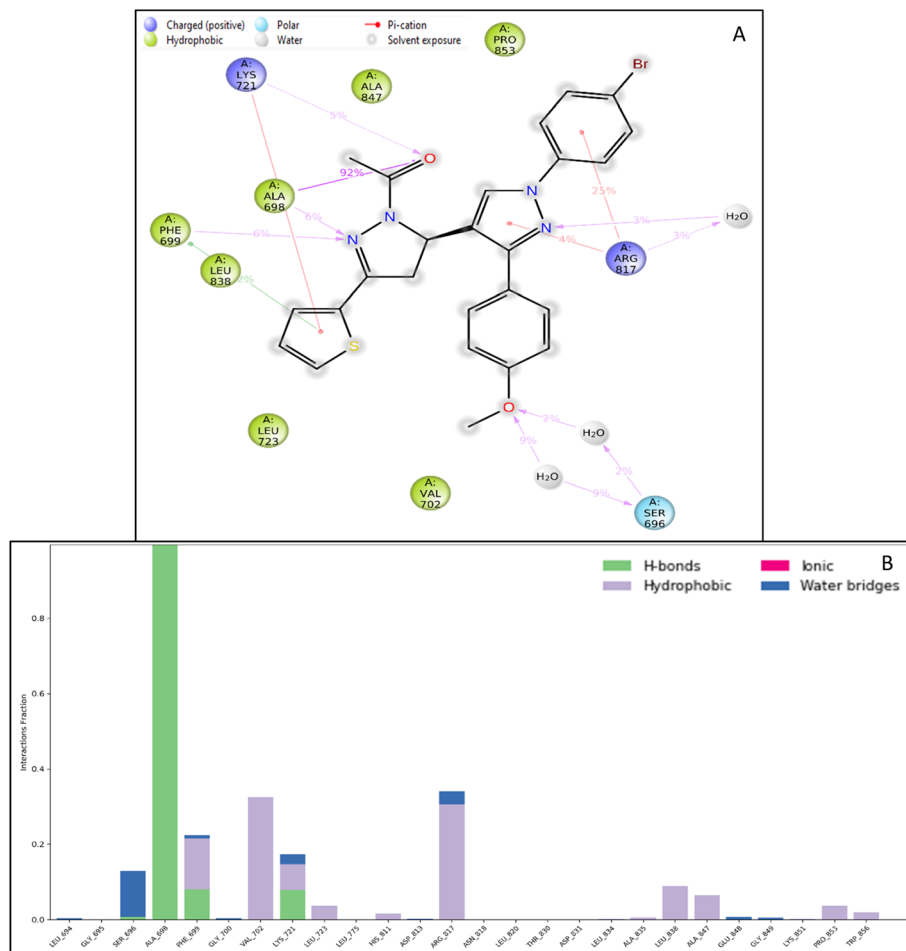 Charged (positive)
Polar
Pi-cation
Hydrophobic
Water
Solvent exposure
A
A:
PRO
853
A:
LYS
721
A:
ALA
847
Br
5%
O
92%
25%
A:
ALA
698
N
N
6%
N
N
3%
H₂O
A:
PHE
699
6%
4%
3%
A:
ARG
817
A:
LEU
838
2%
S
A:
LEU
723
O
2%
H₂O
9%
H₂O
2%
9%
A:
VAL
702
A:
SER
696
B
H-bonds
Ionic
Hydrophobic
Water bridges
Interactions Fraction
0.8
0.6
0.4
0.2
0.0
LEU_694
GLY_695
SER_696
ALA_698
PHE_699
GLY_700
VAL_702
LYS_721
LEU_723
LEU_775
HIS_811
ASP_813
ARG_817
ASN_818
LEU_820
THR_830
ASP_831
LEU_834
ALA_835
LEU_838
ALA_847
GLU_848
GLY_849
LYS_851
PRO_853
TRP_856